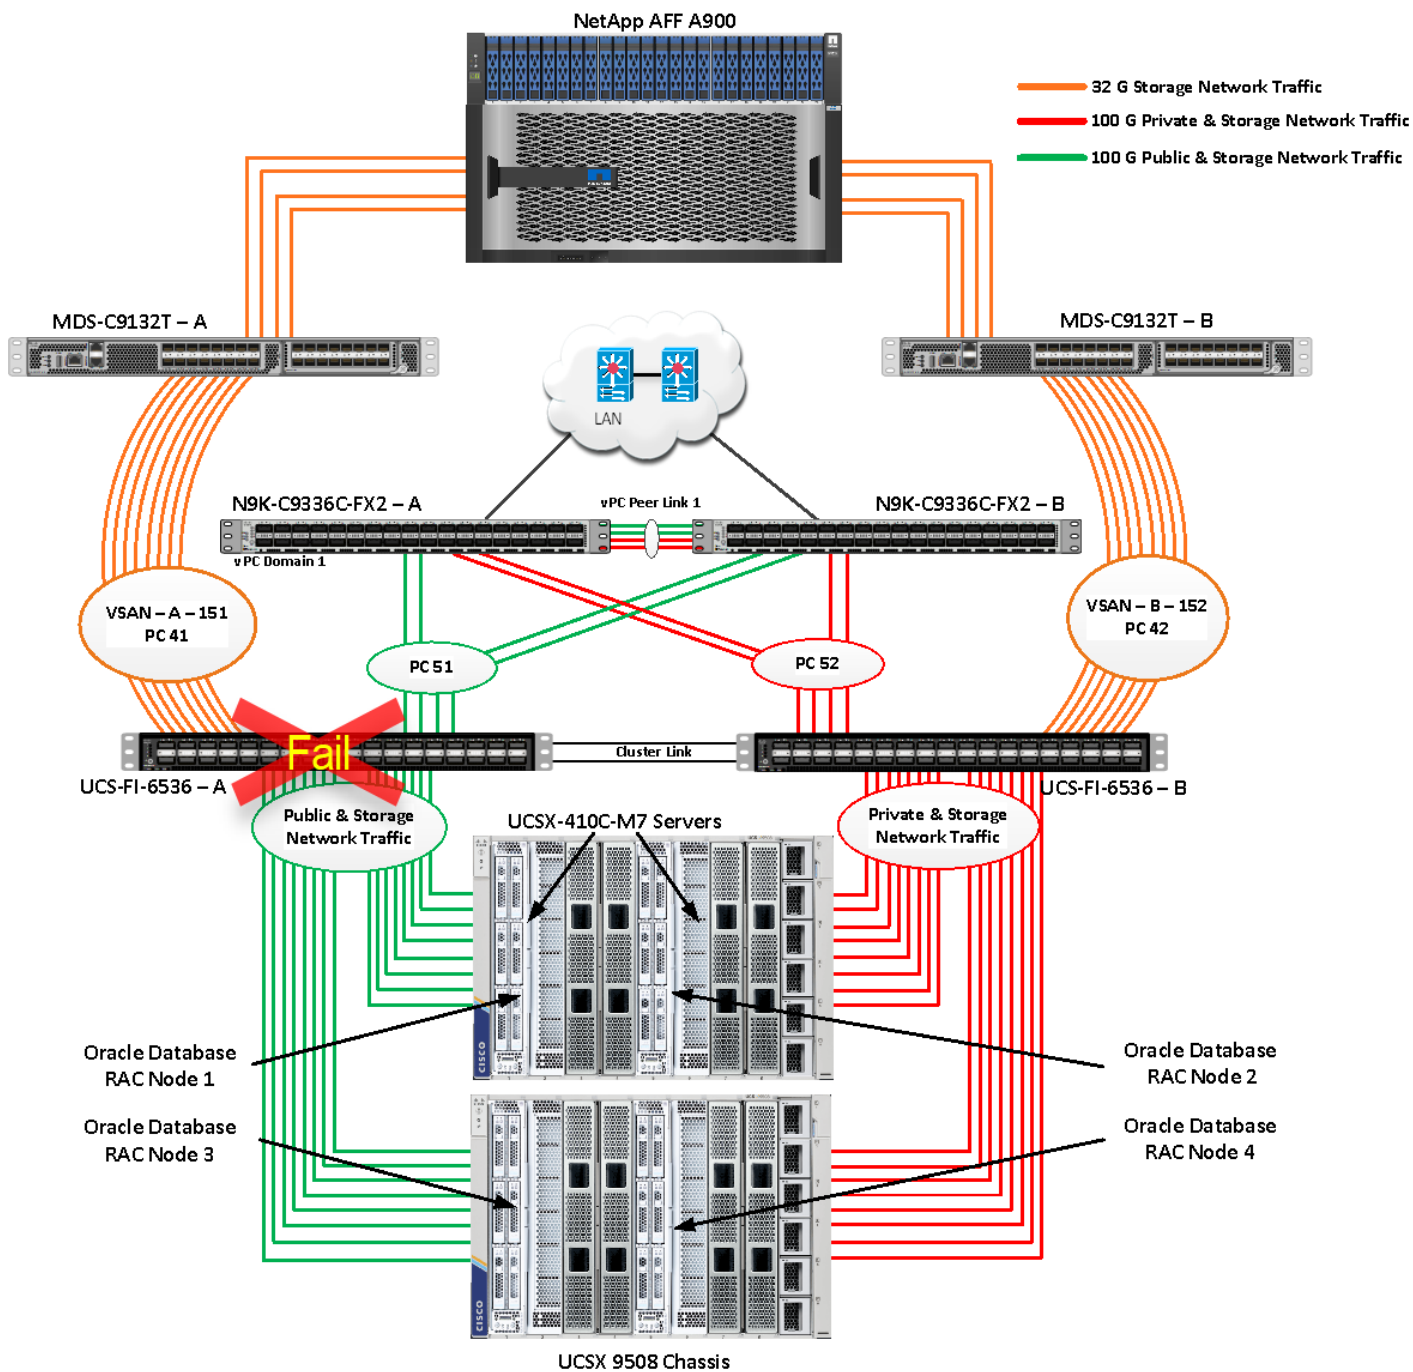 NetApp AFF A900
32 G Storage Network Traffic
100 G Private & Storage Network Traffic
100 G Public & Storage Network Traffic
MDS-C9132T – A
MDS-C9132T – B
LAN
N9K-C9336C-FX2 – A
vPC Peer Link 1
N9K-C9336C-FX2 – B
vPC Domain 1
VSAN – A – 151
PC 41
VSAN – B – 152
PC 42
PC 51
PC 52
Fail
Cluster Link
UCS-FI-6536 – A
UCS-FI-6536 – B
Public & Storage
Network Traffic
Private & Storage
Network Traffic
UCSX-410C-M7 Servers
Oracle Database
RAC Node 1
Oracle Database
RAC Node 2
CISCO
Oracle Database
RAC Node 3
Oracle Database
RAC Node 4
CISCO
UCSX 9508 Chassis